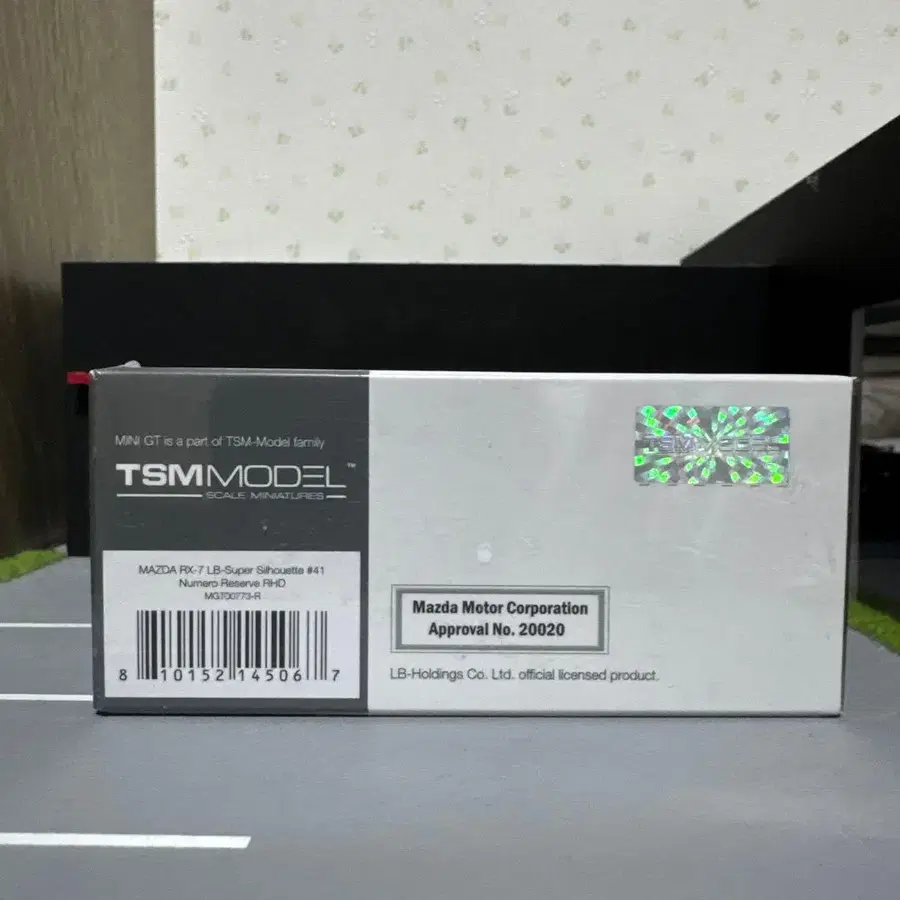 MINI GT is a part of TSM-Model family
TSMMODEL™
SCALE MINIATURES
TSMMODEL
MAZDA RX-7 LB-Super Silhouette #41
Numero Reserve RHD
MGT00773-R
8 10152 14506 7
Mazda Motor Corporation
Approval No. 20020
LB-Holdings Co. Ltd. official licensed product.